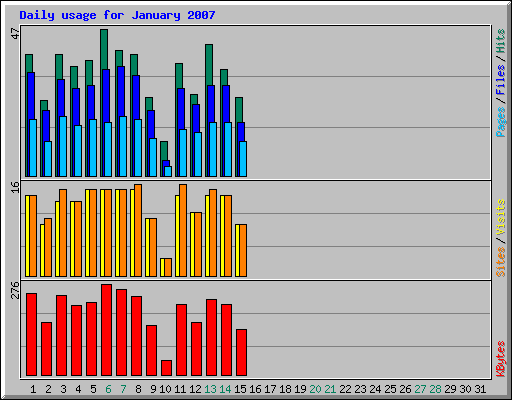 Daily usage for January 2007
47
Pages / Files / Hits
16
Sites / Visits
276
KBytes
1 2 3 4 5 6 7 8 9 10 11 12 13 14 15 16 17 18 19 20 21 22 23 24 25 26 27 28 29 30 31